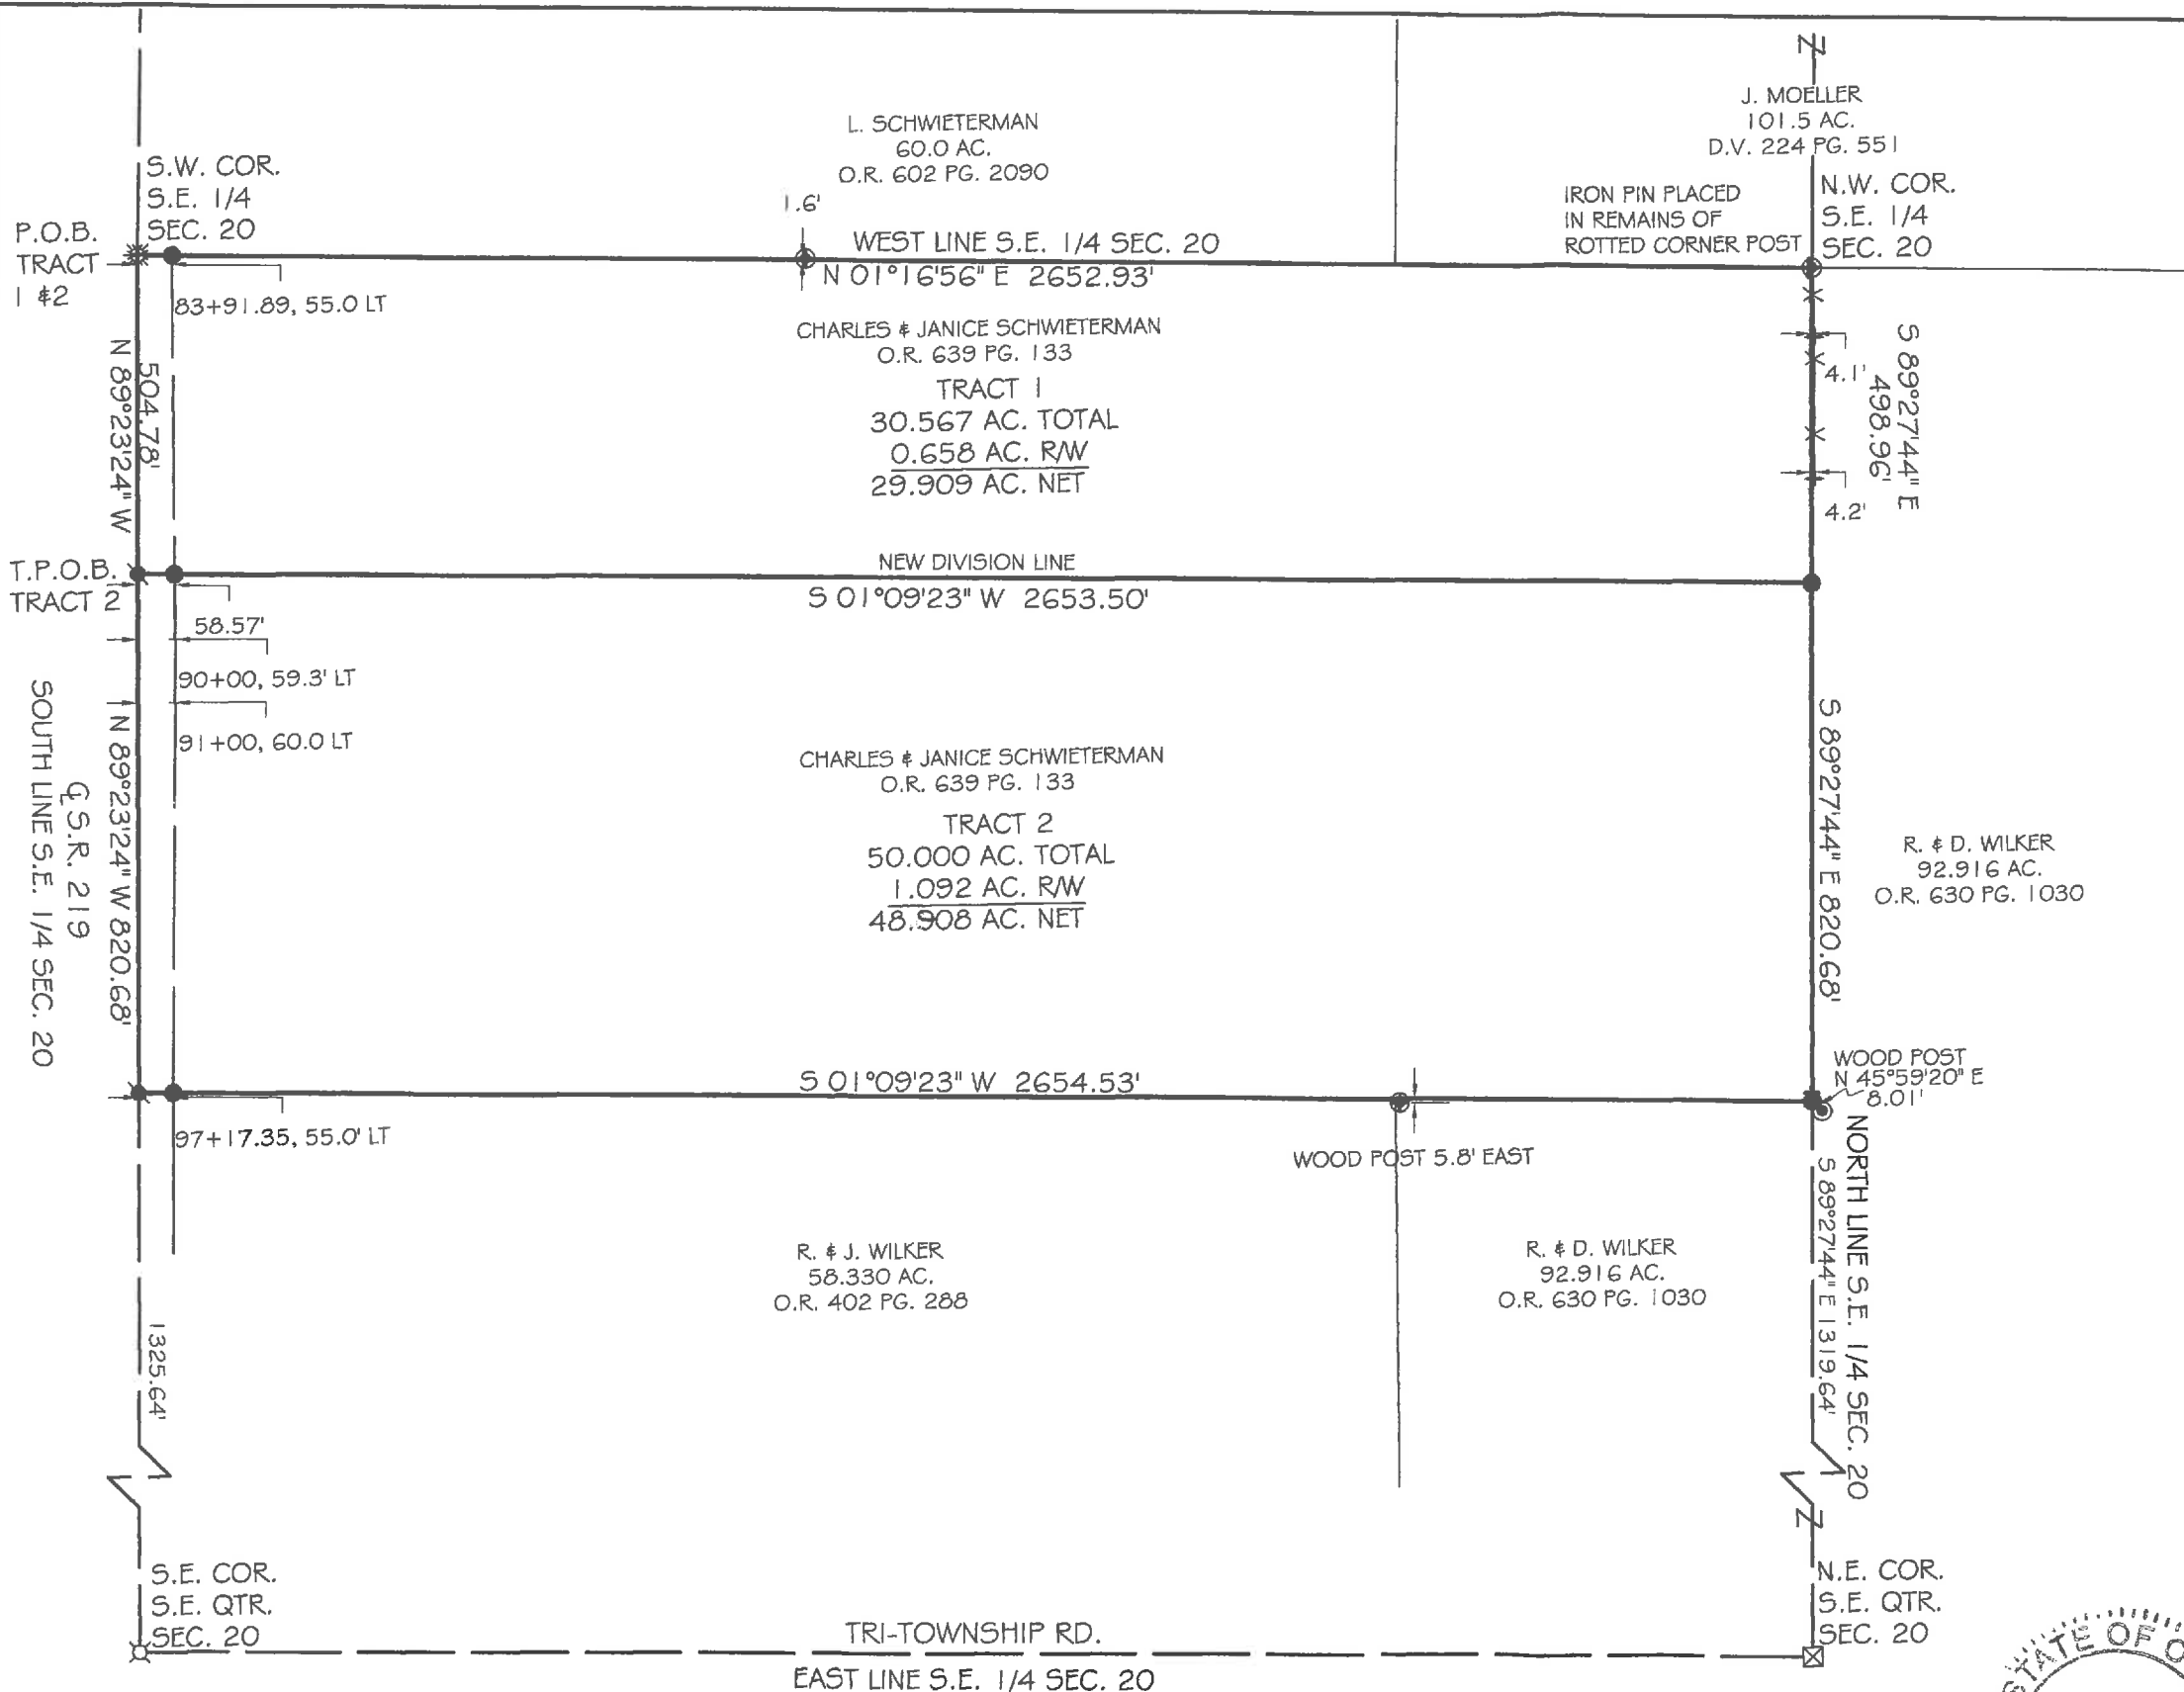 L. SCHWIETERMAN
60.0 AC.
O.R. 602 PG. 2090
J. MOELLER
101.5 AC.
D.V. 224 PG. 551
S.W. COR.
S.E. 1/4
SEC. 20
P.O.B.
TRACT
1 & 2
1.6'
WEST LINE S.E. 1/4 SEC. 20
N 01°16'56" E 2652.93'
IRON PIN PLACED
IN REMAINS OF
ROTTED CORNER POST
N.W. COR.
S.E. 1/4
SEC. 20
83+91.89, 55.0 LT
N 89°23'24" W
504.78'
CHARLES & JANICE SCHWIETERMAN
O.R. 639 PG. 133
TRACT 1
30.567 AC. TOTAL
0.658 AC. R/W
29.909 AC. NET
4.1'
S 89°27'44" E
498.96'
4.2'
T.P.O.B.
TRACT 2
NEW DIVISION LINE
S 01°09'23" W 2653.50'
58.57'
90+00, 59.3' LT
91+00, 60.0 LT
N 89°23'24" W 820.68'
℄ S.R. 219
SOUTH LINE S.E. 1/4 SEC. 20
CHARLES & JANICE SCHWIETERMAN
O.R. 639 PG. 133
TRACT 2
50.000 AC. TOTAL
1.092 AC. R/W
48.908 AC. NET
S 89°27'44" E 820.68'
R. & D. WILKER
92.916 AC.
O.R. 630 PG. 1030
S 01°09'23" W 2654.53'
WOOD POST
N 45°59'20" E
8.01'
97+17.35, 55.0' LT
WOOD POST 5.8' EAST
R. & J. WILKER
58.330 AC.
O.R. 402 PG. 288
R. & D. WILKER
92.916 AC.
O.R. 630 PG. 1030
NORTH LINE S.E. 1/4 SEC. 20
S 89°27'44" E 1319.64'
1325.64'
S.E. COR.
S.E. QTR.
SEC. 20
N.E. COR.
S.E. QTR.
SEC. 20
TRI-TOWNSHIP RD.
EAST LINE S.E. 1/4 SEC. 20
STATE OF O